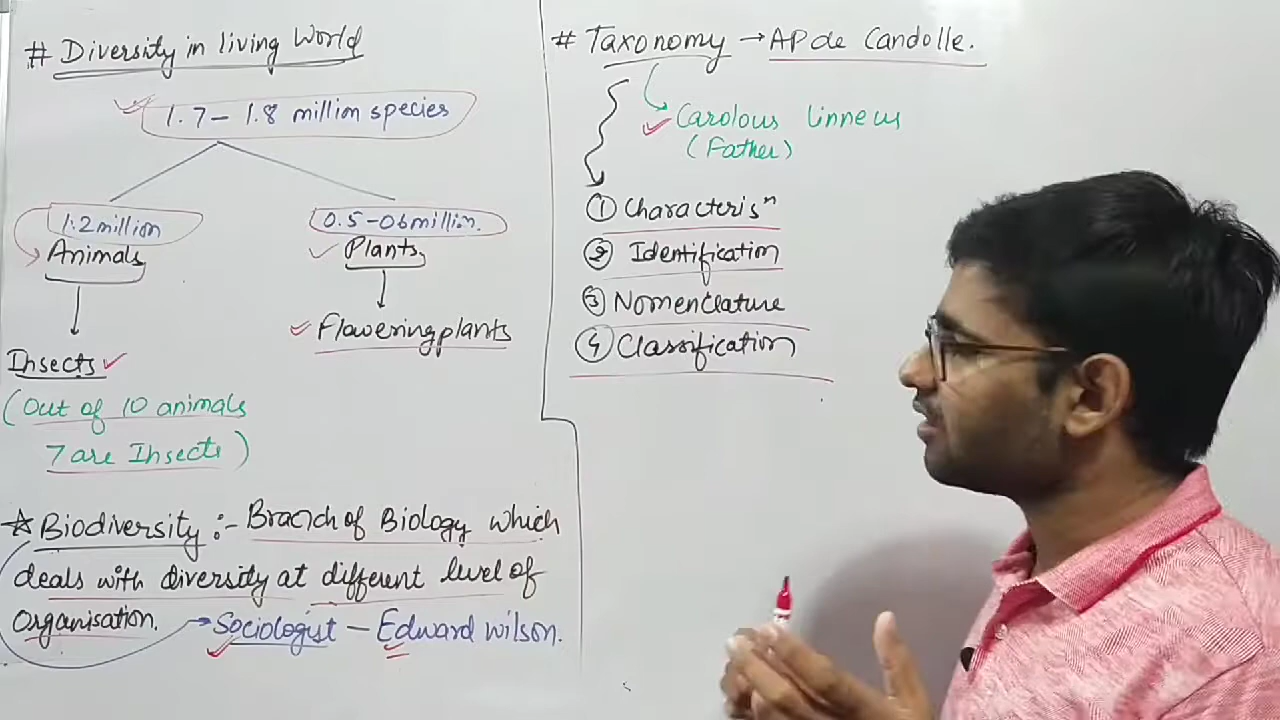 # Diversity in living World
1.7 – 1.8 million species
1.2 million
Animals
0.5 – 06 million.
Plants
Flowering plants
Insects
(Out of 10 animals
7 are Insects)
☆ Biodiversity :- Branch of Biology which
deals with diversity at different level of
Organisation.
→ Sociologist – Edward Wilson.
# Taxonomy → AP de Candolle.
Carolous linneus
(Father)
① Characterisⁿ
② Identification
③ Nomenclature
④ Classification